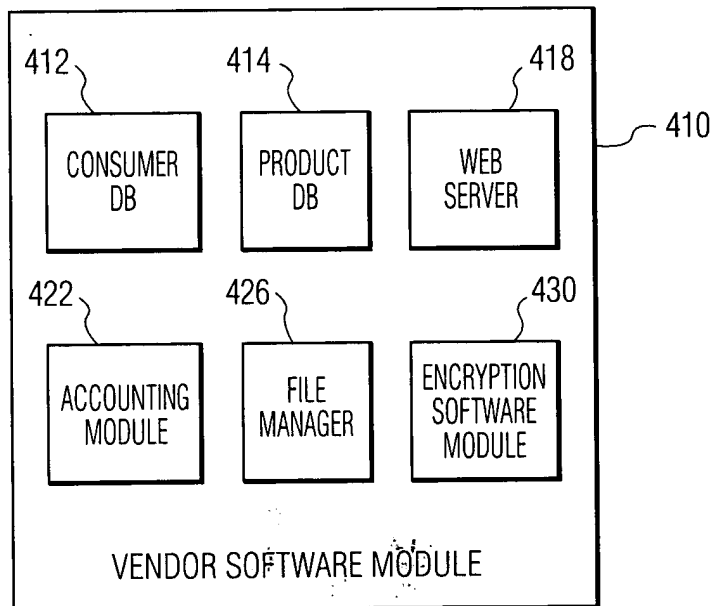 412
414
418
410
CONSUMER
DB
PRODUCT
DB
WEB
SERVER
422
426
430
ACCOUNTING
MODULE
FILE
MANAGER
ENCRYPTION
SOFTWARE
MODULE
VENDOR SOFTWARE MODULE